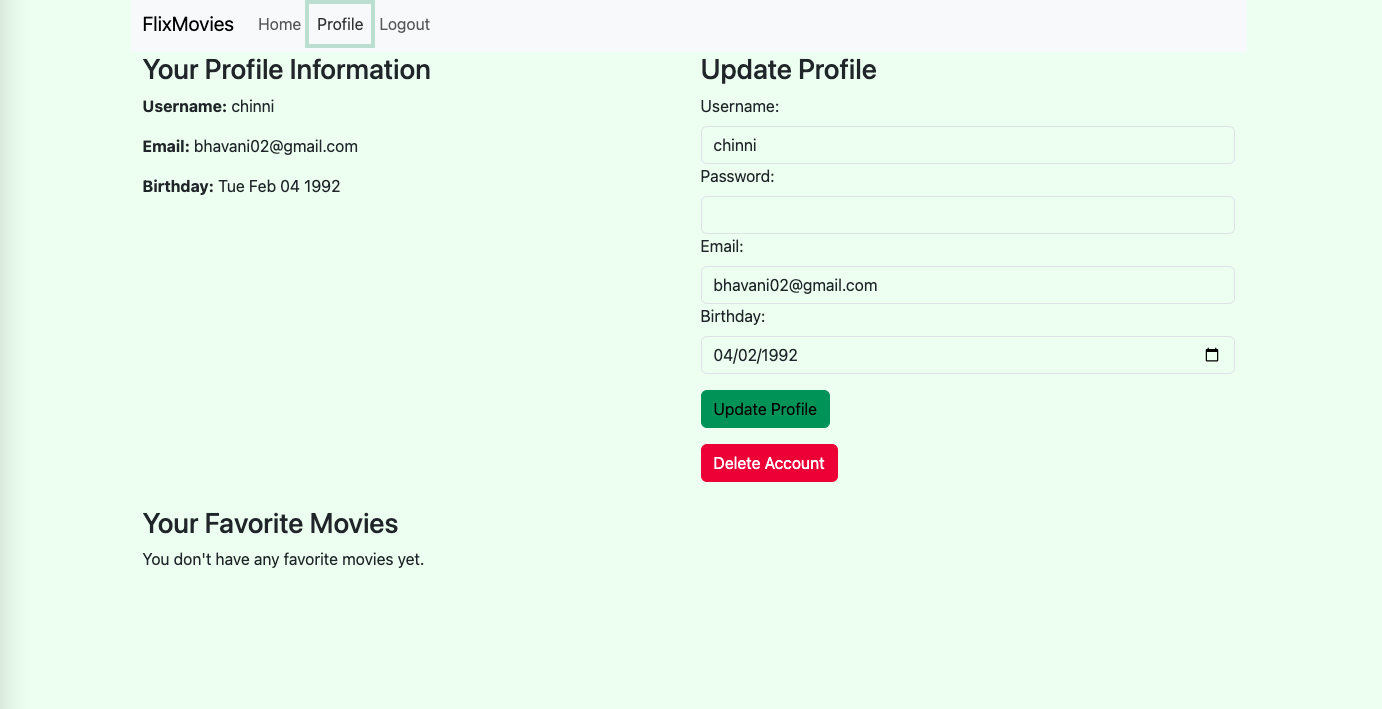 FlixMovies Home Profile Logout
Your Profile Information
Username: chinni
Email: bhavani02@gmail.com
Birthday: Tue Feb 04 1992
Update Profile
Username:
chinni
Password:
Email:
bhavani02@gmail.com
Birthday:
04/02/1992
Update Profile
Delete Account
Your Favorite Movies
You don't have any favorite movies yet.